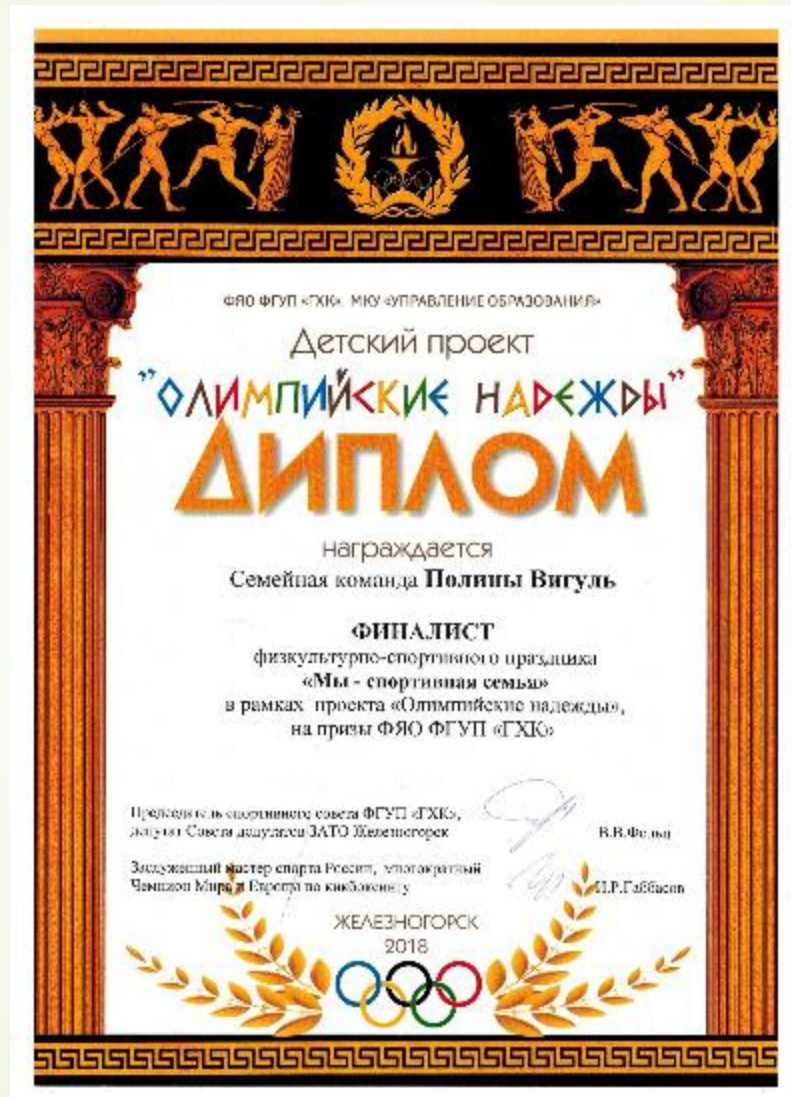 ФЯО ФГУП «ГХК», МКУ «УПРАВЛЕНИЕ ОБРАЗОВАНИЯ»
Детский проект
"ОЛИМПИЙСКИЕ НАДЕЖДЫ"
ДИПЛОМ
награждается
Семейная команда Полины Вигуль
ФИНАЛИСТ
физкультурно-спортивного праздника
«Мы - спортивная семья»
в рамках проекта «Олимпийские надежды»,
на призы ФЯО ФГУП «ГХК»
Председатель спортивного совета ФГУП «ГХК»,
депутат Совета депутатов ЗАТО Железногорск
В.В.
Заслуженный мастер спорта России, многократный
Чемпион Мира и Европы по кикбоксингу
И.Р.Габбасов
ЖЕЛЕЗНОГОРСК
2018